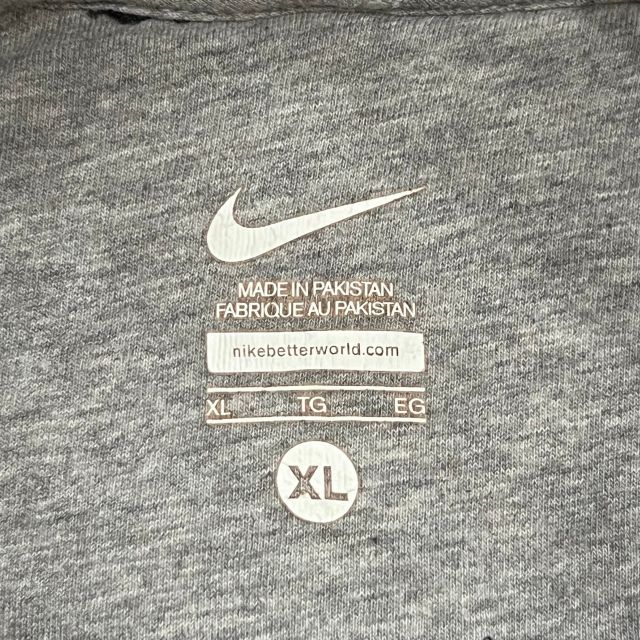 MADE IN PAKISTAN
FABRIQUE AU PAKISTAN
nikebetterworld.com
XL TG EG
XL